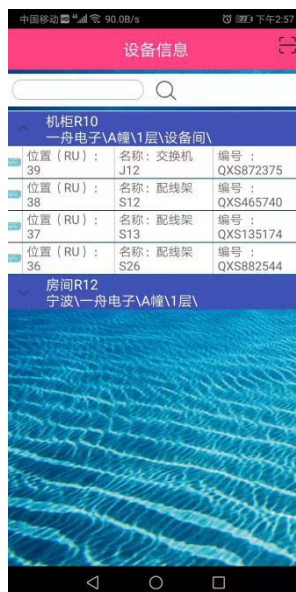 中国移动 90.0B/s 下午2:57
设备信息
机柜R10
一舟电子\A幢\1层\设备间\
位置（RU）： 名称：交换机 编号：
39 J12 QXS872375
位置（RU）： 名称：配线架 编号：
38 S12 QXS465740
位置（RU）： 名称：配线架 编号：
37 S13 QXS135174
位置（RU）： 名称：配线架 编号：
36 S26 QXS882544
房间R12
宁波\一舟电子\A幢\1层\